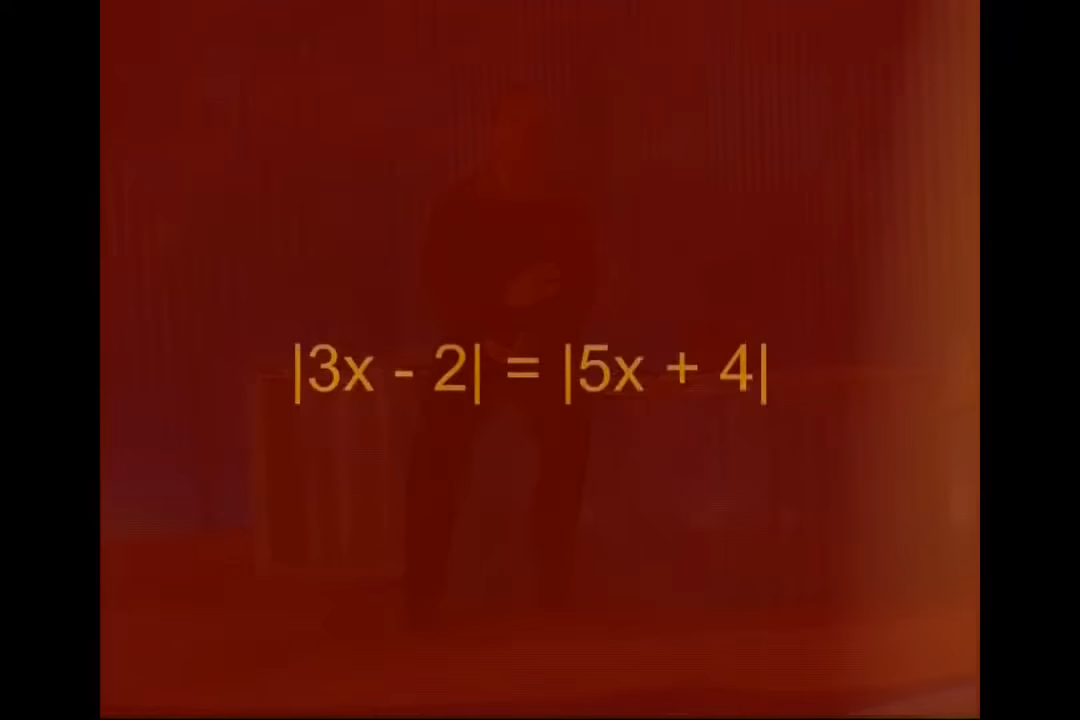 |3x - 2| = |5x + 4|